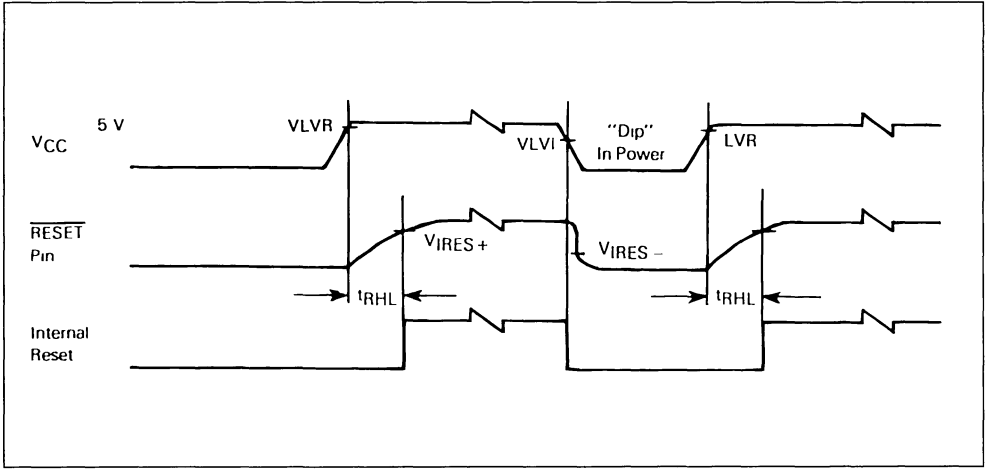 5 V
VCC
VLVR
VLVI
"Dip"
In Power
LVR
RESET
Pin
VIRES +
VIRES –
tRHL
tRHL
Internal
Reset